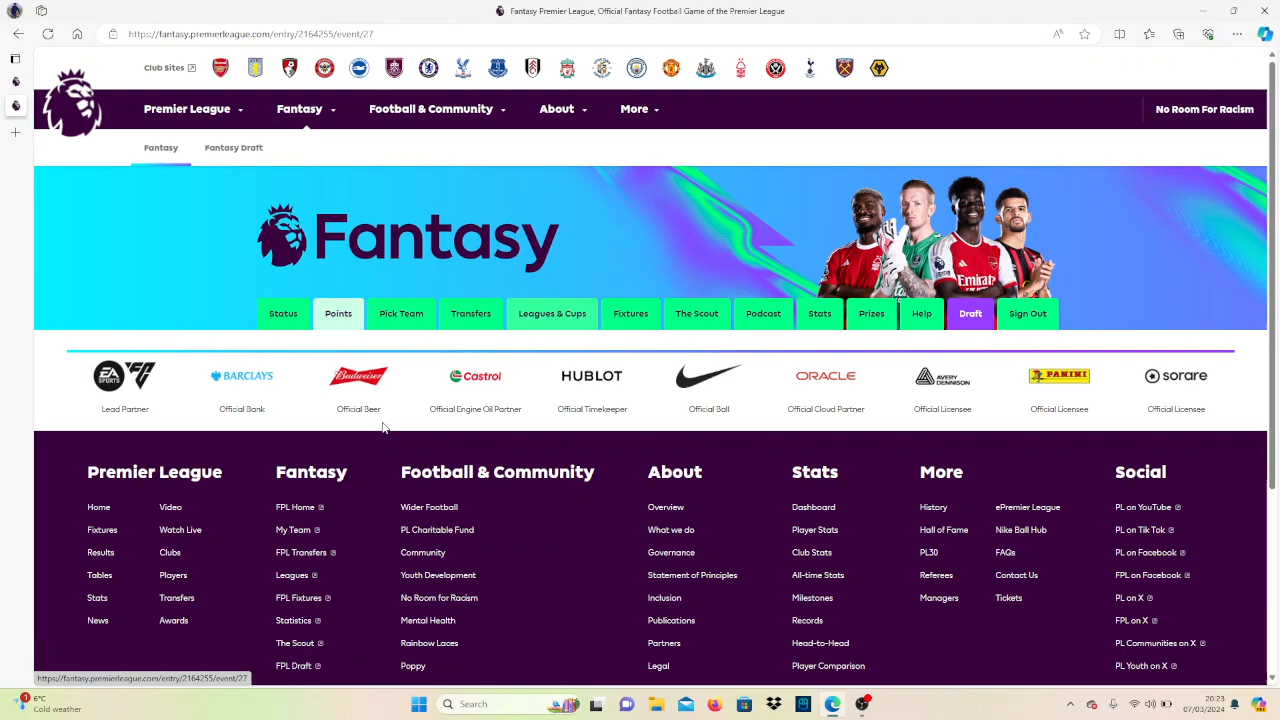 Fantasy Premier League, Official Fantasy Football Game of the Premier League
https://fantasy.premierleague.com/entry/2164255/event/27
Club Sites
Premier League Fantasy Football & Community About More No Room For Racism
Fantasy Fantasy Draft
Fantasy
Status Points Pick Team Transfers Leagues & Cups Fixtures The Scout Podcast Stats Prizes Help Draft Sign Out
EA SPORTS FC BARCLAYS Budweiser Castrol HUBLOT ORACLE AVERY DENNISON PANINI sorare
Lead Partner Official Bank Official Beer Official Engine Oil Partner Official Timekeeper Official Ball Official Cloud Partner Official Licensee Official Licensee Official Licensee
Premier League Fantasy Football & Community About Stats More Social
Home Video FPL Home Wider Football Overview Dashboard History ePremier League PL on YouTube
Fixtures Watch Live My Team PL Charitable Fund What we do Player Stats Hall of Fame Nike Ball Hub PL on Tik Tok
Results Clubs FPL Transfers Community Governance Club Stats PL30 FAQs PL on Facebook
Tables Players Leagues Youth Development Statement of Principles All-time Stats Referees Contact Us FPL on Facebook
Stats Transfers FPL Fixtures No Room for Racism Inclusion Milestones Managers Tickets PL on X
News Awards Statistics Mental Health Publications Records FPL on X
The Scout Rainbow Laces Partners Head-to-Head PL Communities on X
FPL Draft Poppy Legal Player Comparison PL Youth on X
https://fantasy.premierleague.com/entry/2164255/event/27
1 6°C
Cold weather
Search
20:23
07/03/2024